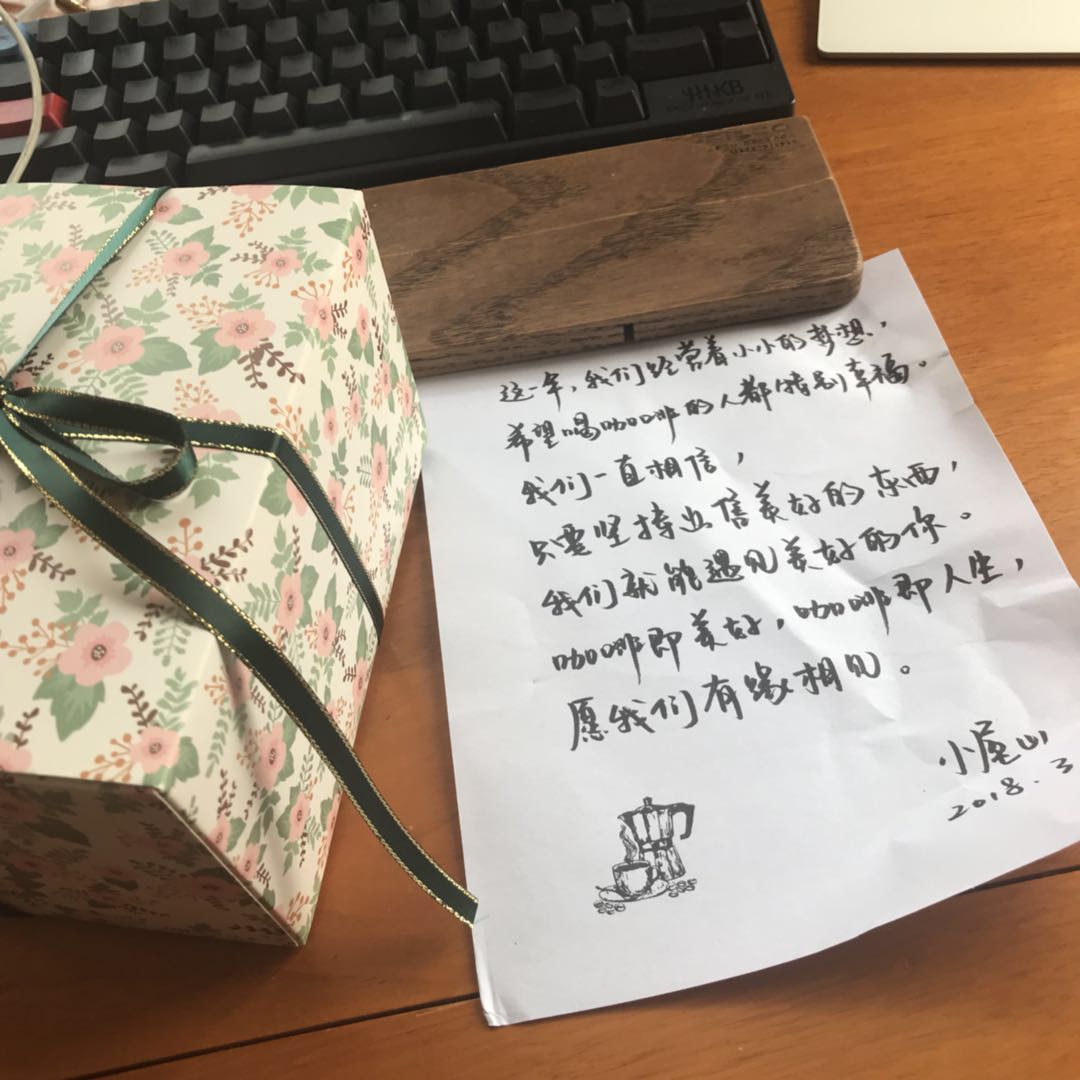 HHKB
这一年，我们经营着小小的梦想，
希望喝咖啡的人都特别幸福。
我们一直相信，
只要坚持出售美好的东西，
我们就能遇见美好的你。
咖啡即美好，咖啡即人生，
愿我们有缘相见。
小尾山
2018.3